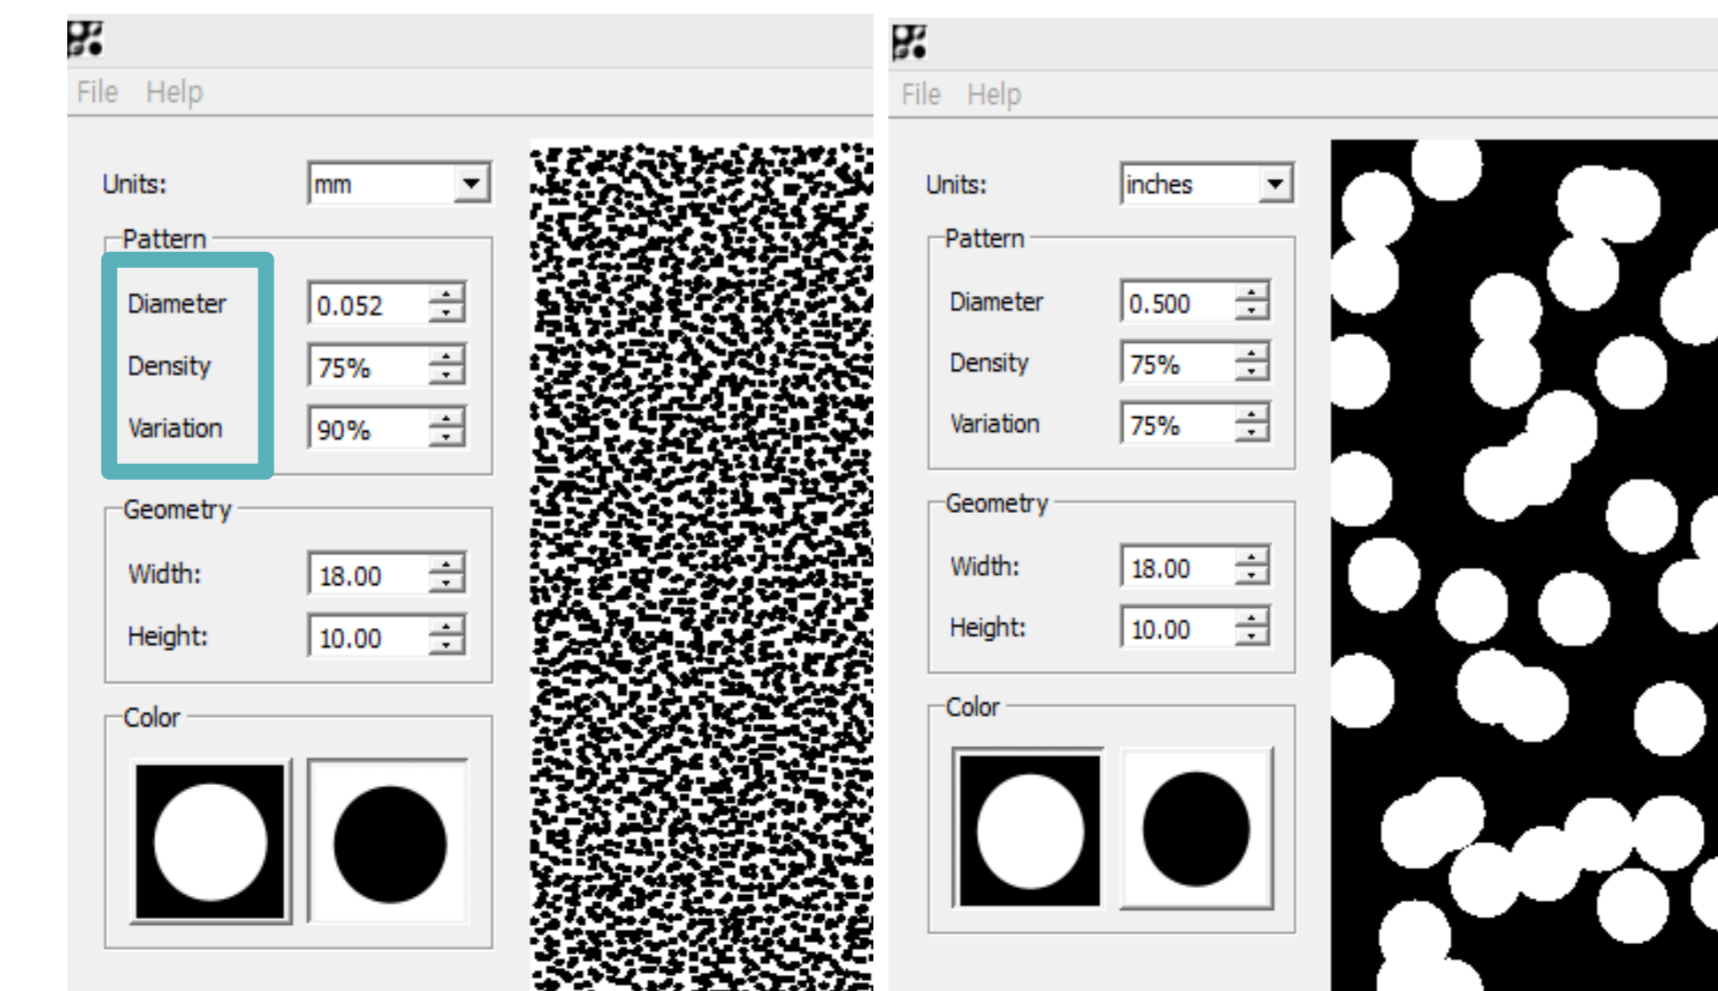 File Help
Units: mm
Pattern
Diameter 0.052
Density 75%
Variation 90%
Geometry
Width: 18.00
Height: 10.00
Color
File Help
Units: inches
Pattern
Diameter 0.500
Density 75%
Variation 75%
Geometry
Width: 18.00
Height: 10.00
Color